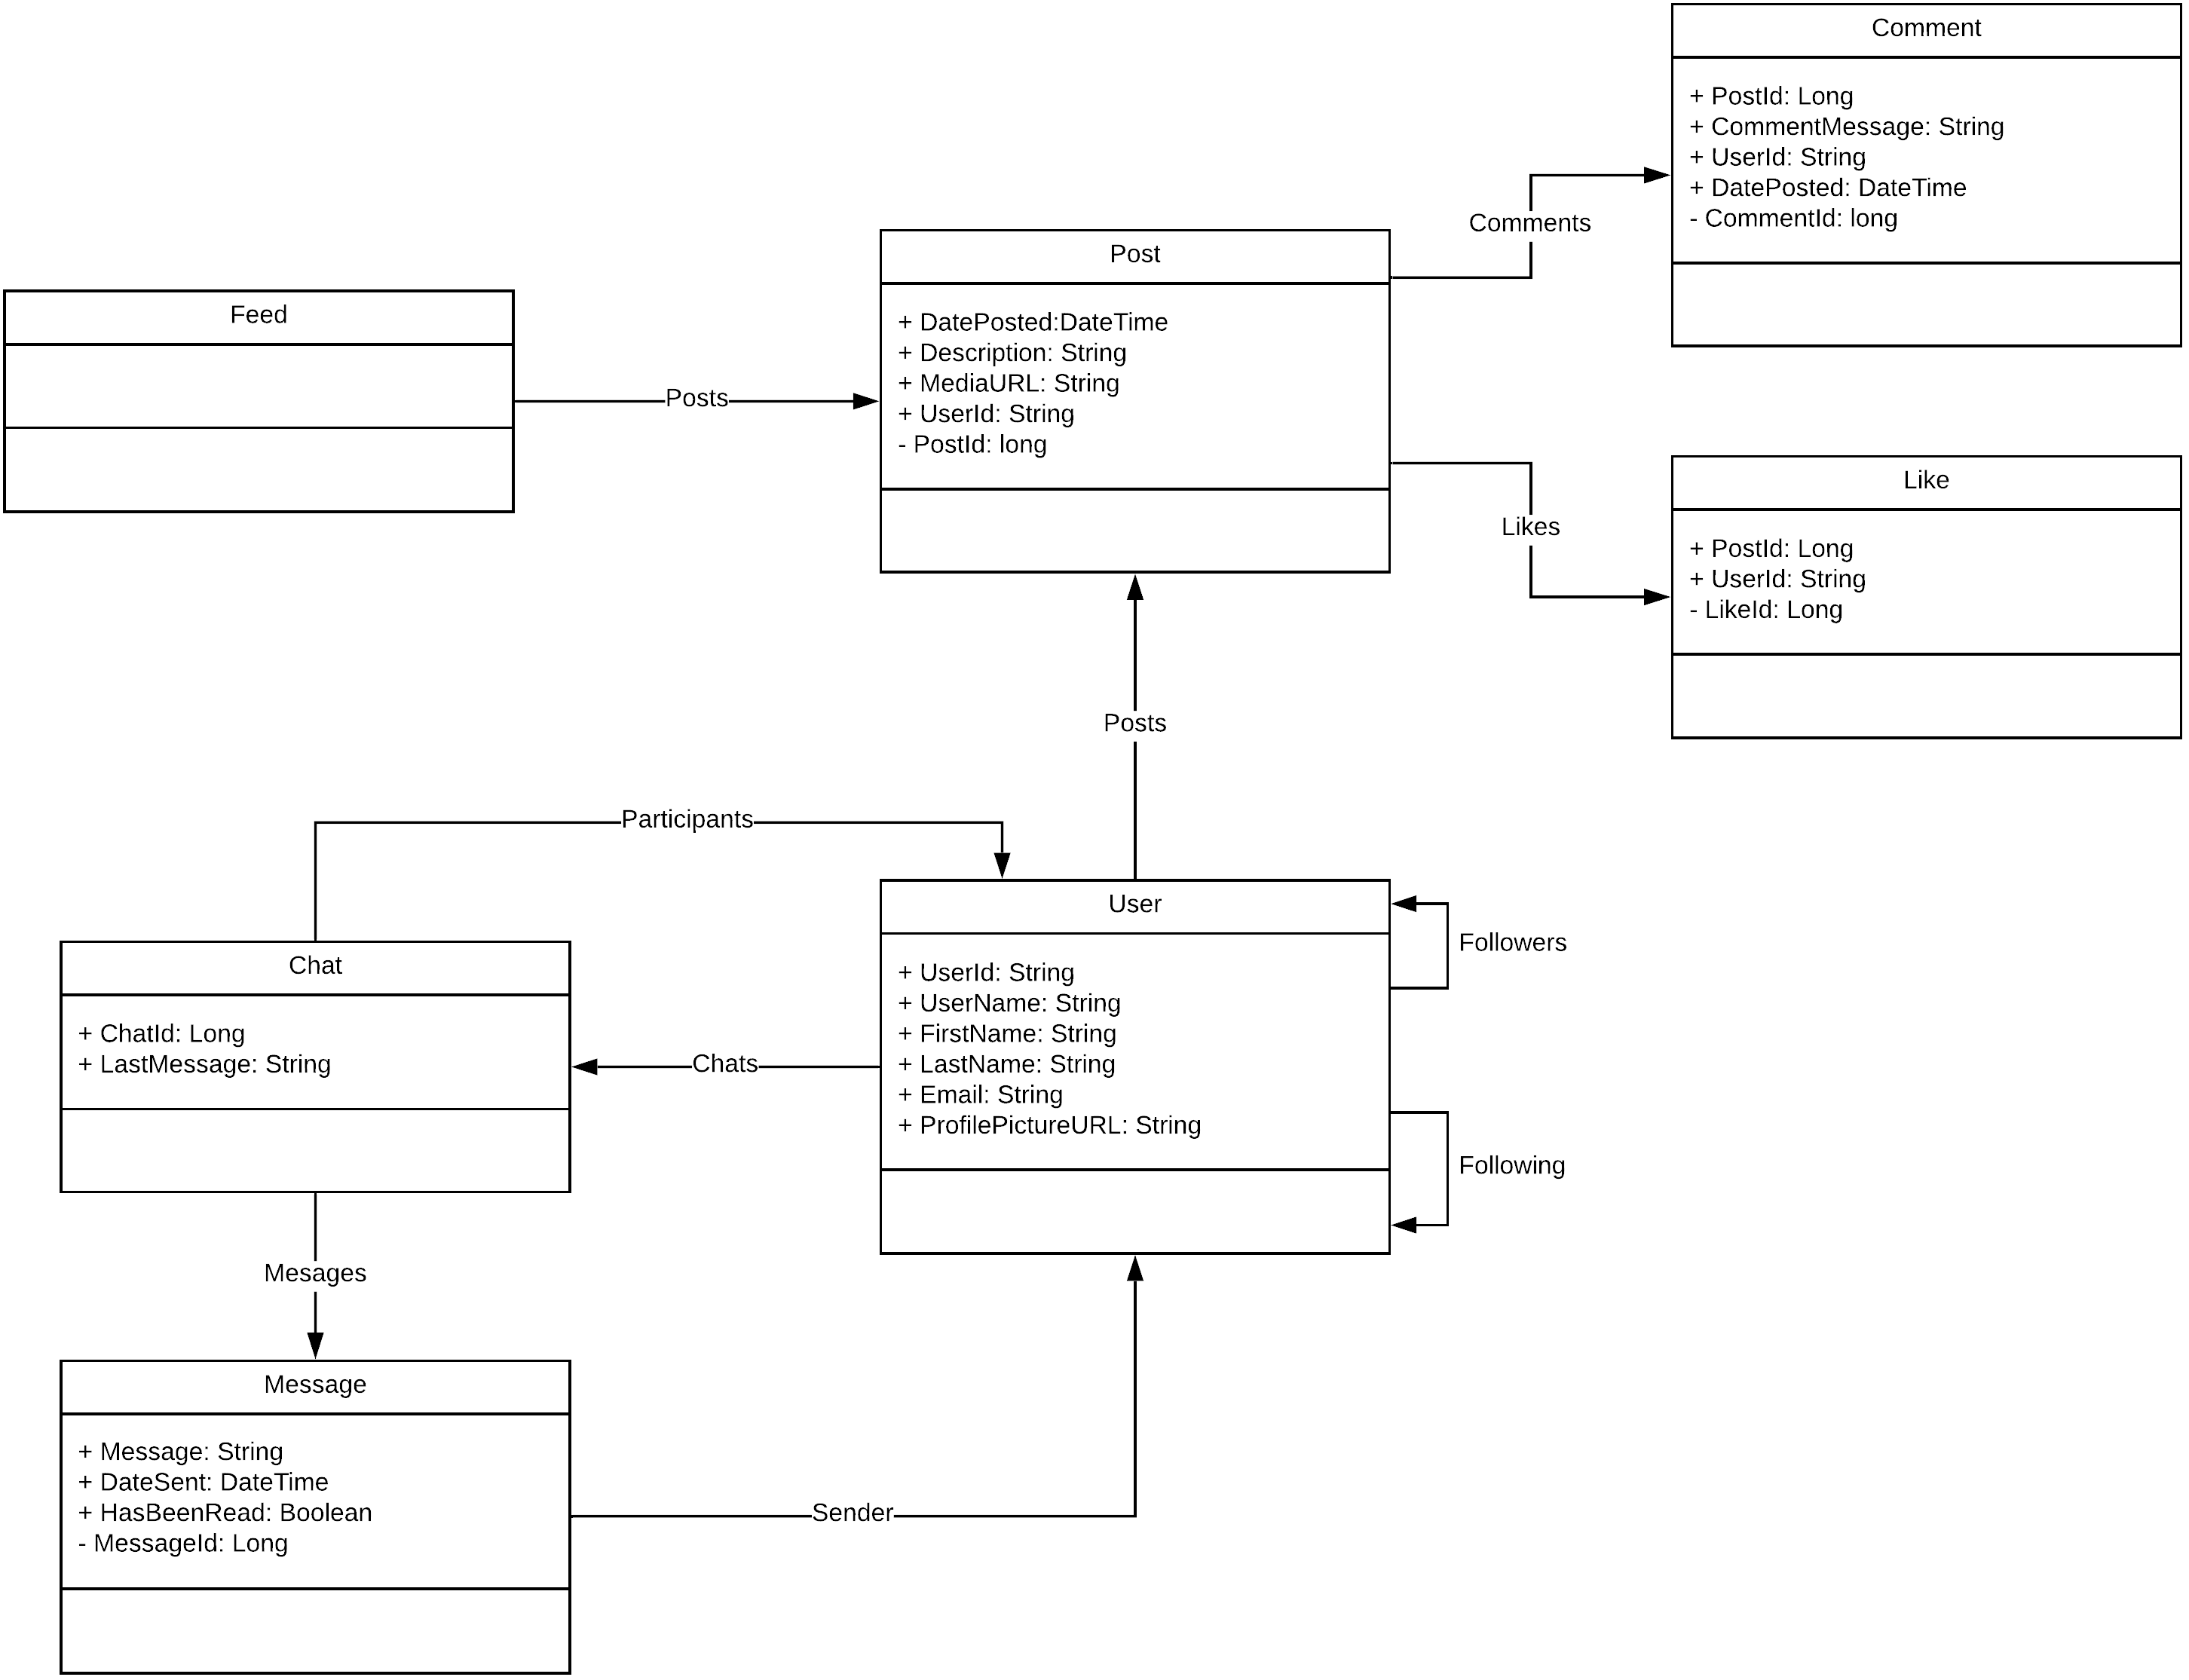 Comment
+ PostId: Long
+ CommentMessage: String
+ UserId: String
+ DatePosted: DateTime
- CommentId: long
Comments
Post
+ DatePosted:DateTime
+ Description: String
+ MediaURL: String
+ UserId: String
- PostId: long
Feed
Posts
Likes
Like
+ PostId: Long
+ UserId: String
- LikeId: Long
Posts
Participants
User
+ UserId: String
+ UserName: String
+ FirstName: String
+ LastName: String
+ Email: String
+ ProfilePictureURL: String
Followers
Following
Chat
+ ChatId: Long
+ LastMessage: String
Chats
Mesages
Message
+ Message: String
+ DateSent: DateTime
+ HasBeenRead: Boolean
- MessageId: Long
Sender